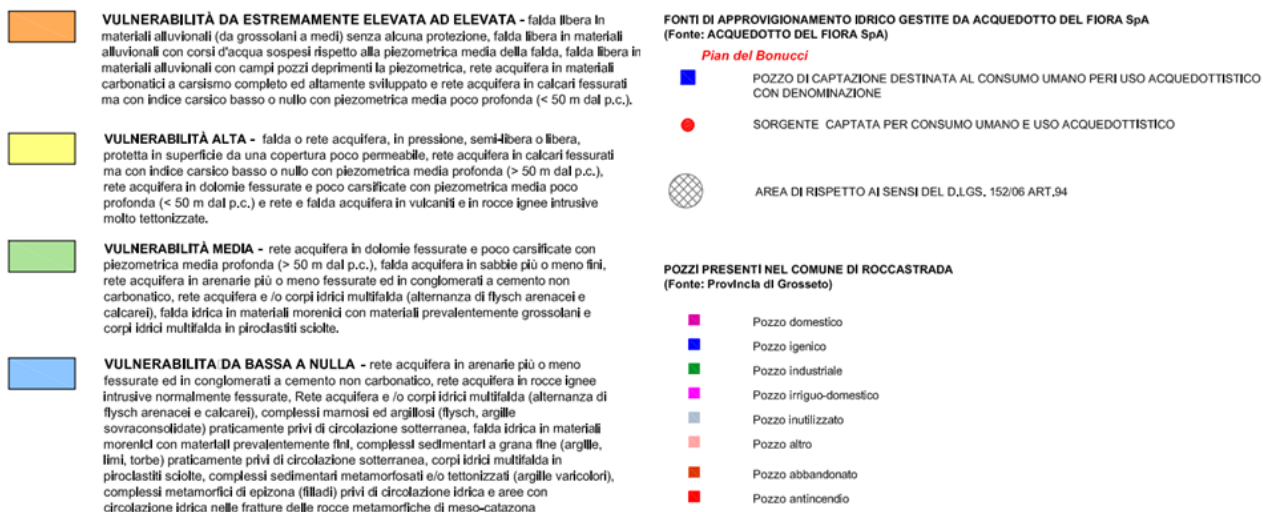 VULNERABILITÀ DA ESTREMAMENTE ELEVATA AD ELEVATA - falda libera in
materiali alluvionali (da grossolani a medi) senza alcuna protezione, falda libera in materiali
alluvionali con corsi d'acqua sospesi rispetto alla piezometrica media della falda, falda libera in
materiali alluvionali con campi pozzi deprimenti la piezometrica, rete acquifera in materiali
carbonatici a carsismo completo ed altamente sviluppato e rete acquifera in calcari fessurati
ma con indice carsico basso o nullo con piezometrica media poco profonda (< 50 m dal p.c.).
VULNERABILITÀ ALTA - falda o rete acquifera, in pressione, semi-libera o libera,
protetta in superficie da una copertura poco permeabile, rete acquifera in calcari fessurati
ma con indice carsico basso o nullo con piezometrica media profonda (> 50 m dal p.c.),
rete acquifera in dolomie fessurate e poco carsificate con piezometrica media poco
profonda (< 50 m dal p.c.) e rete e falda acquifera in vulcaniti e in rocce ignee intrusive
molto tettonizzate.
VULNERABILITÀ MEDIA - rete acquifera in dolomie fessurate e poco carsificate con
piezometrica media profonda (> 50 m dal p.c.), falda acquifera in sabbie più o meno fini,
rete acquifera in arenarie più o meno fessurate ed in conglomerati a cemento non
carbonatico, rete acquifera e /o corpi idrici multifalda (alternanza di flysch arenacei e
calcarei), falda idrica in materiali morenici con materiali prevalentemente grossolani e
corpi idrici multifalda in piroclastiti sciolte.
VULNERABILITA DA BASSA A NULLA - rete acquifera in arenarie più o meno
fessurate ed in conglomerati a cemento non carbonatico, rete acquifera in rocce ignee
intrusive normalmente fessurate, Rete acquifera e /o corpi idrici multifalda (alternanza di
flysch arenacei e calcarei), complessi marnosi ed argillosi (flysch, argille
sovraconsolidate) praticamente privi di circolazione sotterranea, falda idrica in materiali
morenici con materiali prevalentemente fini, complessi sedimentari a grana fine (argille,
limi, torbe) praticamente privi di circolazione sotterranea, corpi idrici multifalda in
piroclastiti sciolte, complessi sedimentari metamorfosati e/o tettonizzati (argille varicolori),
complessi metamorfici di epizona (filladi) privi di circolazione idrica e aree con
circolazione idrica nelle fratture delle rocce metamorfiche di meso-catazona
FONTI DI APPROVIGIONAMENTO IDRICO GESTITE DA ACQUEDOTTO DEL FIORA SpA
(Fonte: ACQUEDOTTO DEL FIORA SpA)
Pian del Bonucci
POZZO DI CAPTAZIONE DESTINATA AL CONSUMO UMANO PERI USO ACQUEDOTTISTICO
CON DENOMINAZIONE
SORGENTE CAPTATA PER CONSUMO UMANO E USO ACQUEDOTTISTICO
AREA DI RISPETTO AI SENSI DEL D.LGS. 152/06 ART.94
POZZI PRESENTI NEL COMUNE DI ROCCASTRADA
(Fonte: Provincia di Grosseto)
Pozzo domestico
Pozzo igenico
Pozzo industriale
Pozzo irriguo-domestico
Pozzo inutilizzato
Pozzo altro
Pozzo abbandonato
Pozzo antincendio